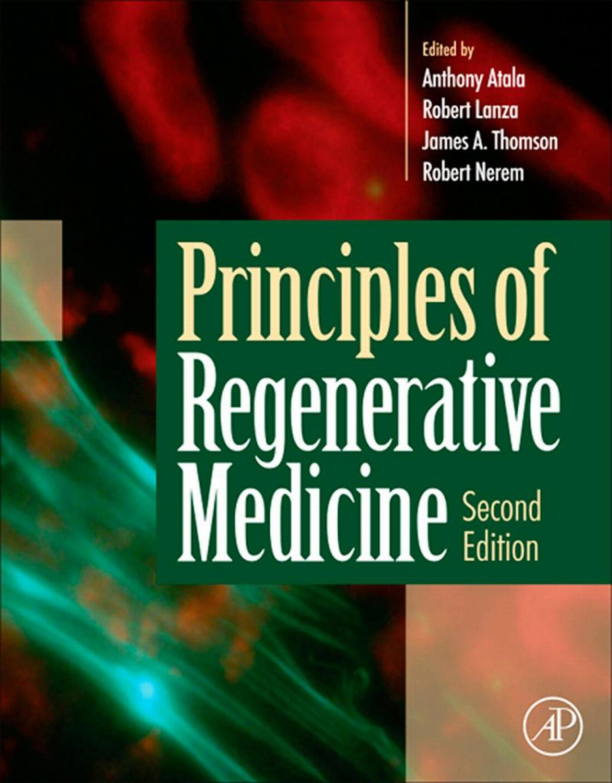 Edited by
Anthony Atala
Robert Lanza
James A. Thomson
Robert Nerem
Principles of
Regenerative
Medicine
Second
Edition
AP